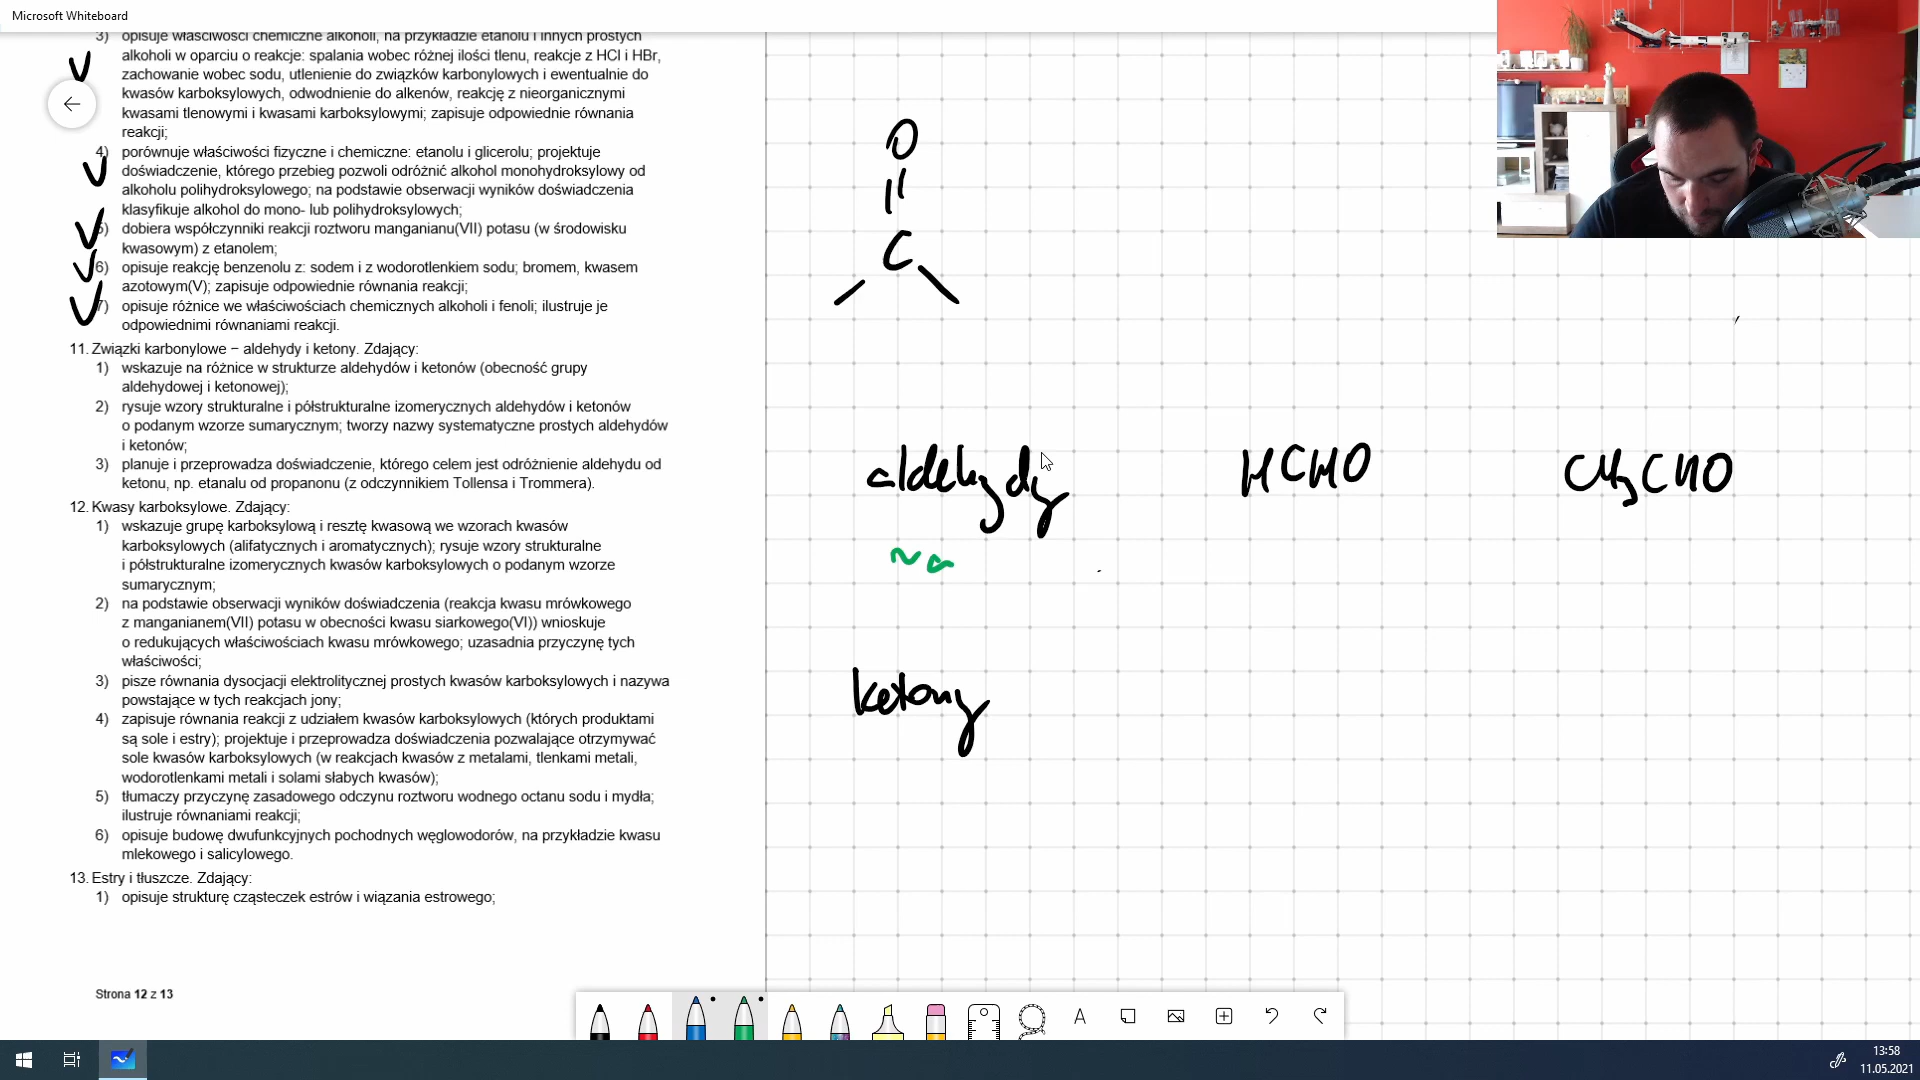 Microsoft Whiteboard
3) opisuje właściwości chemiczne alkoholi, na przykładzie etanolu i innych prostych
alkoholi w oparciu o reakcje: spalania wobec różnej ilości tlenu, reakcje z HCl i HBr,
zachowanie wobec sodu, utlenienie do związków karbonylowych i ewentualnie do
kwasów karboksylowych, odwodnienie do alkenów, reakcję z nieorganicznymi
kwasami tlenowymi i kwasami karboksylowymi; zapisuje odpowiednie równania
reakcji;
4) porównuje właściwości fizyczne i chemiczne: etanolu i glicerolu; projektuje
doświadczenie, którego przebieg pozwoli odróżnić alkohol monohydroksylowy od
alkoholu polihydroksylowego; na podstawie obserwacji wyników doświadczenia
klasyfikuje alkohol do mono- lub polihydroksylowych;
5) dobiera współczynniki reakcji roztworu manganianu(VII) potasu (w środowisku
kwasowym) z etanolem;
6) opisuje reakcję benzenolu z: sodem i z wodorotlenkiem sodu; bromem, kwasem
azotowym(V); zapisuje odpowiednie równania reakcji;
7) opisuje różnice we właściwościach chemicznych alkoholi i fenoli; ilustruje je
odpowiednimi równaniami reakcji.
11. Związki karbonylowe − aldehydy i ketony. Zdający:
1) wskazuje na różnice w strukturze aldehydów i ketonów (obecność grupy
aldehydowej i ketonowej);
2) rysuje wzory strukturalne i półstrukturalne izomerycznych aldehydów i ketonów
o podanym wzorze sumarycznym; tworzy nazwy systematyczne prostych aldehydów
i ketonów;
3) planuje i przeprowadza doświadczenie, którego celem jest odróżnienie aldehydu od
ketonu, np. etanalu od propanonu (z odczynnikiem Tollensa i Trommera).
12. Kwasy karboksylowe. Zdający:
1) wskazuje grupę karboksylową i resztę kwasową we wzorach kwasów
karboksylowych (alifatycznych i aromatycznych); rysuje wzory strukturalne
i półstrukturalne izomerycznych kwasów karboksylowych o podanym wzorze
sumarycznym;
2) na podstawie obserwacji wyników doświadczenia (reakcja kwasu mrówkowego
z manganianem(VII) potasu w obecności kwasu siarkowego(VI)) wnioskuje
o redukujących właściwościach kwasu mrówkowego; uzasadnia przyczynę tych
właściwości;
3) pisze równania dysocjacji elektrolitycznej prostych kwasów karboksylowych i nazywa
powstające w tych reakcjach jony;
4) zapisuje równania reakcji z udziałem kwasów karboksylowych (których produktami
są sole i estry); projektuje i przeprowadza doświadczenia pozwalające otrzymywać
sole kwasów karboksylowych (w reakcjach kwasów z metalami, tlenkami metali,
wodorotlenkami metali i solami słabych kwasów);
5) tłumaczy przyczynę zasadowego odczynu roztworu wodnego octanu sodu i mydła;
ilustruje równaniami reakcji;
6) opisuje budowę dwufunkcyjnych pochodnych węglowodorów, na przykładzie kwasu
mlekowego i salicylowego.
13. Estry i tłuszcze. Zdający:
1) opisuje strukturę cząsteczek estrów i wiązania estrowego;
Strona 12 z 13
O
C
aldehydy HCHO CH3CHO
ketony
A
13:58
11.05.2021